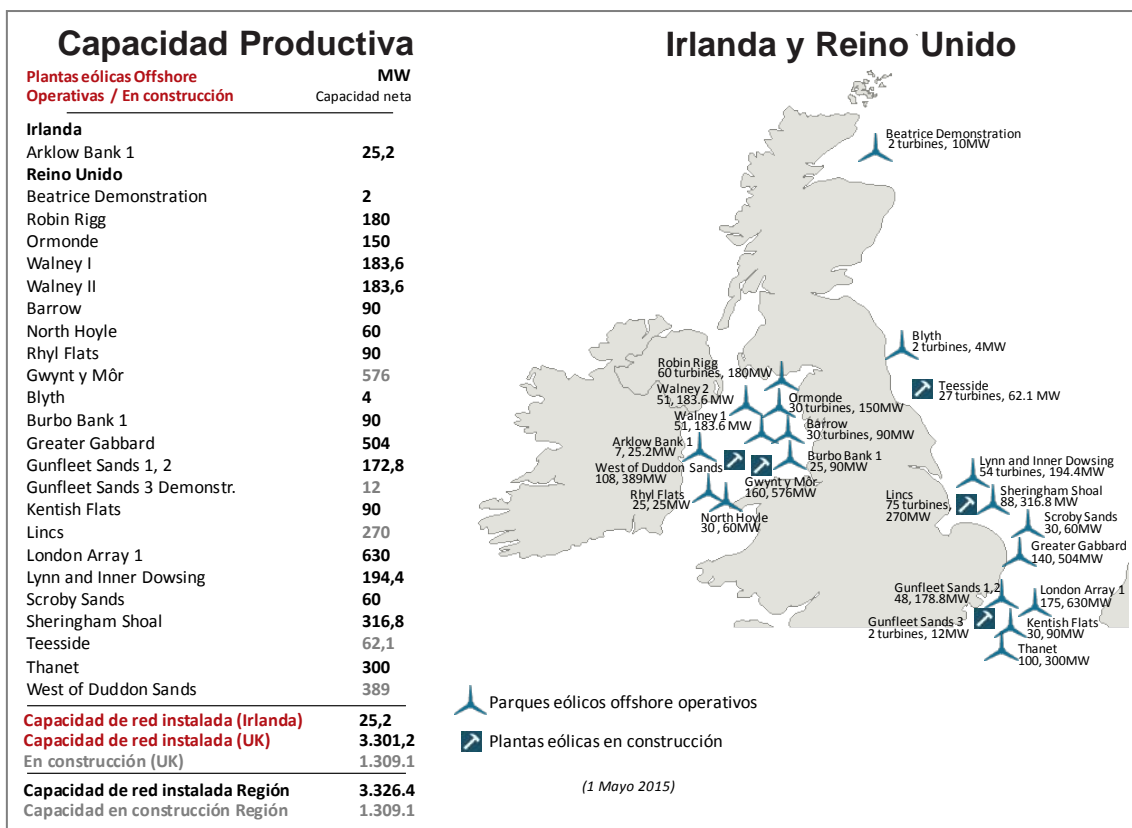 Capacidad Productiva
Plantas eólicas Offshore
Operativas / En construcción
MW
Capacidad neta
Irlanda
Arklow Bank 1 25,2
Reino Unido
Beatrice Demonstration 2
Robin Rigg 180
Ormonde 150
Walney I 183,6
Walney II 183,6
Barrow 90
North Hoyle 60
Rhyl Flats 90
Gwynt y Môr 576
Blyth 4
Burbo Bank 1 90
Greater Gabbard 504
Gunfleet Sands 1, 2 172,8
Gunfleet Sands 3 Demonstr. 12
Kentish Flats 90
Lincs 270
London Array 1 630
Lynn and Inner Dowsing 194,4
Scroby Sands 60
Sheringham Shoal 316,8
Teesside 62,1
Thanet 300
West of Duddon Sands 389
Capacidad de red instalada (Irlanda) 25,2
Capacidad de red instalada (UK) 3.301,2
En construcción (UK) 1.309.1
Capacidad de red instalada Región 3.326.4
Capacidad en construcción Región 1.309.1
Irlanda y Reino Unido
Beatrice Demonstration
2 turbines, 10MW
Blyth
2 turbines, 4MW
Teesside
27 turbines, 62.1 MW
Robin Rigg
60 turbines, 180MW
Walney 2
51, 183.6 MW
Ormonde
30 turbines, 150MW
Walney 1
51, 183.6 MW
Barrow
30 turbines, 90MW
Arklow Bank 1
7, 25.2MW
Burbo Bank 1
25, 90MW
West of Duddon Sands
108, 389MW
Gwynt y Môr
160, 576MW
Rhyl Flats
25, 25MW
North Hoyle
30 , 60MW
Lynn and Inner Dowsing
54 turbines, 194.4MW
Lincs
75 turbines,
270MW
Sheringham Shoal
88, 316.8 MW
Scroby Sands
30, 60MW
Greater Gabbard
140, 504MW
Gunfleet Sands 1,2
48, 178.8MW
London Array 1
175, 630MW
Gunfleet Sands 3
2 turbines, 12MW
Kentish Flats
30, 90MW
Thanet
100, 300MW
Parques eólicos offshore operativos
Plantas eólicas en construcción
(1 Mayo 2015)